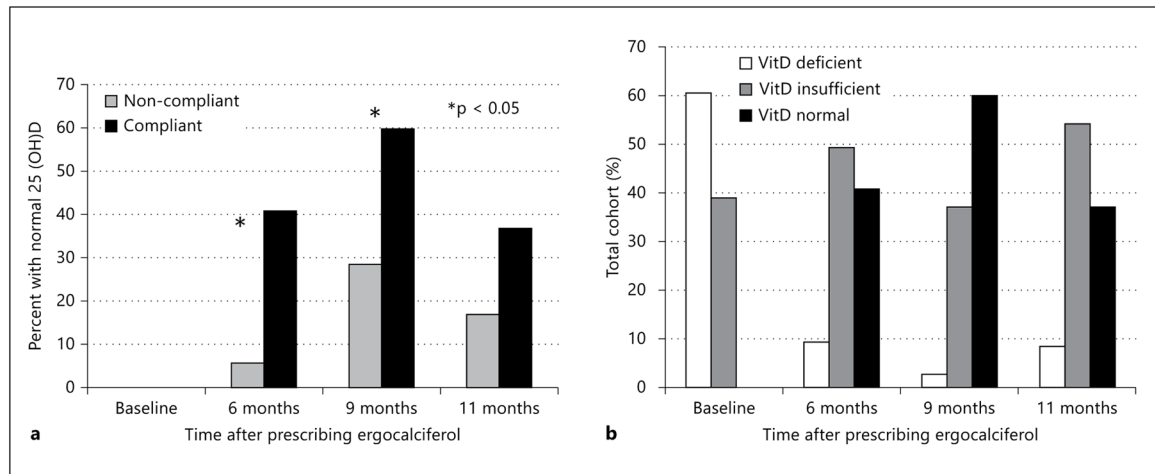 70
60
50
40
30
20
10
0
Percent with normal 25 (OH)D
Non-compliant
Compliant
*p < 0.05
*
*
Baseline
6 months
9 months
11 months
a
Time after prescribing ergocalciferol
70
60
50
40
30
20
10
0
Total cohort (%)
VitD deficient
VitD insufficient
VitD normal
Baseline
6 months
9 months
11 months
b
Time after prescribing ergocalciferol